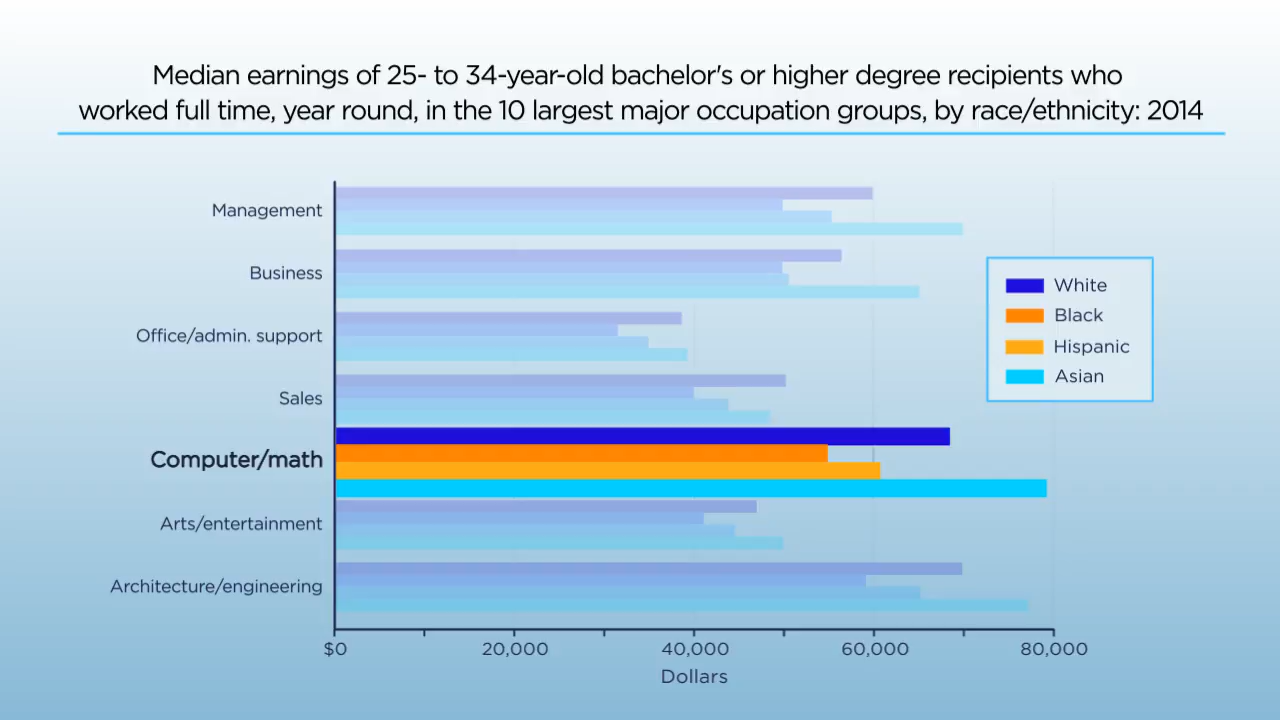 Median earnings of 25- to 34-year-old bachelor's or higher degree recipients who
worked full time, year round, in the 10 largest major occupation groups, by race/ethnicity: 2014
Management
Business
Office/admin. support
Sales
Computer/math
Arts/entertainment
Architecture/engineering
White
Black
Hispanic
Asian
$0 20,000 40,000 60,000 80,000
Dollars